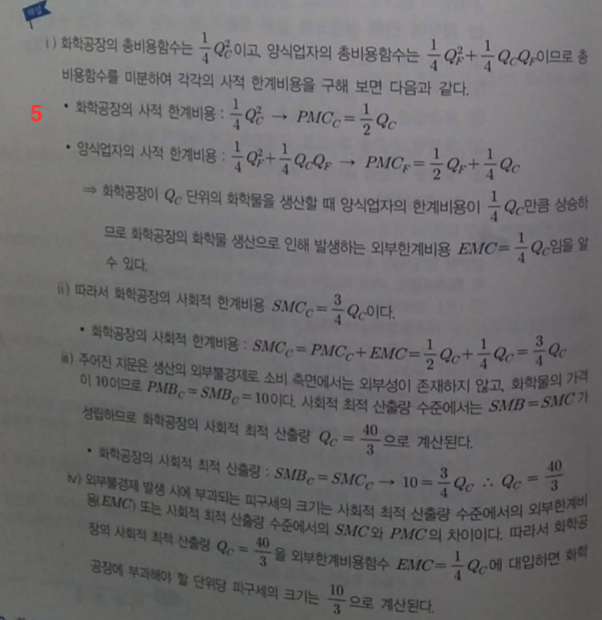 해설
i) 화학공장의 총비용함수는 $\frac{1}{4}Q_C^2$이고, 양식업자의 총비용함수는 $\frac{1}{4}Q_F^2+\frac{1}{4}Q_CQ_F$이므로 총
비용함수를 미분하여 각각의 사적 한계비용을 구해 보면 다음과 같다.
5 • 화학공장의 사적 한계비용 : $\frac{1}{4}Q_C^2 \rightarrow PMC_C=\frac{1}{2}Q_C$
• 양식업자의 사적 한계비용 : $\frac{1}{4}Q_F^2+\frac{1}{4}Q_CQ_F \rightarrow PMC_F=\frac{1}{2}Q_F+\frac{1}{4}Q_C$
⇒ 화학공장이 $Q_C$ 단위의 화학물을 생산할 때 양식업자의 한계비용이 $\frac{1}{4}Q_C$만큼 상승하
므로 화학공장의 화학물 생산으로 인해 발생하는 외부한계비용 $EMC=\frac{1}{4}Q_C$임을 알
수 있다.
ii) 따라서 화학공장의 사회적 한계비용 $SMC_C=\frac{3}{4}Q_C$이다.
• 화학공장의 사회적 한계비용 : $SMC_C=PMC_C+EMC=\frac{1}{2}Q_C+\frac{1}{4}Q_C=\frac{3}{4}Q_C$
iii) 주어진 지문은 생산의 외부불경제로 소비 측면에서는 외부성이 존재하지 않고, 화학물의 가격
이 10이므로 $PMB_C=SMB_C=10$이다. 사회적 최적 산출량 수준에서는 $SMB=SMC$가
성립하므로 화학공장의 사회적 최적 산출량 $Q_C=\frac{40}{3}$으로 계산된다.
• 화학공장의 사회적 최적 산출량 : $SMB_C=SMC_C \rightarrow 10=\frac{3}{4}Q_C \therefore Q_C=\frac{40}{3}$
iv) 외부불경제 발생 시에 부과되는 피구세의 크기는 사회적 최적 산출량 수준에서의 외부한계비
용($EMC$) 또는 사회적 최적 산출량 수준에서의 $SMC$와 $PMC$의 차이이다. 따라서 화학공
장의 사회적 최적 산출량 $Q_C=\frac{40}{3}$을 외부한계비용함수 $EMC=\frac{1}{4}Q_C$에 대입하면 화학
공장에 부과해야 할 단위당 피구세의 크기는 $\frac{10}{3}$으로 계산된다.